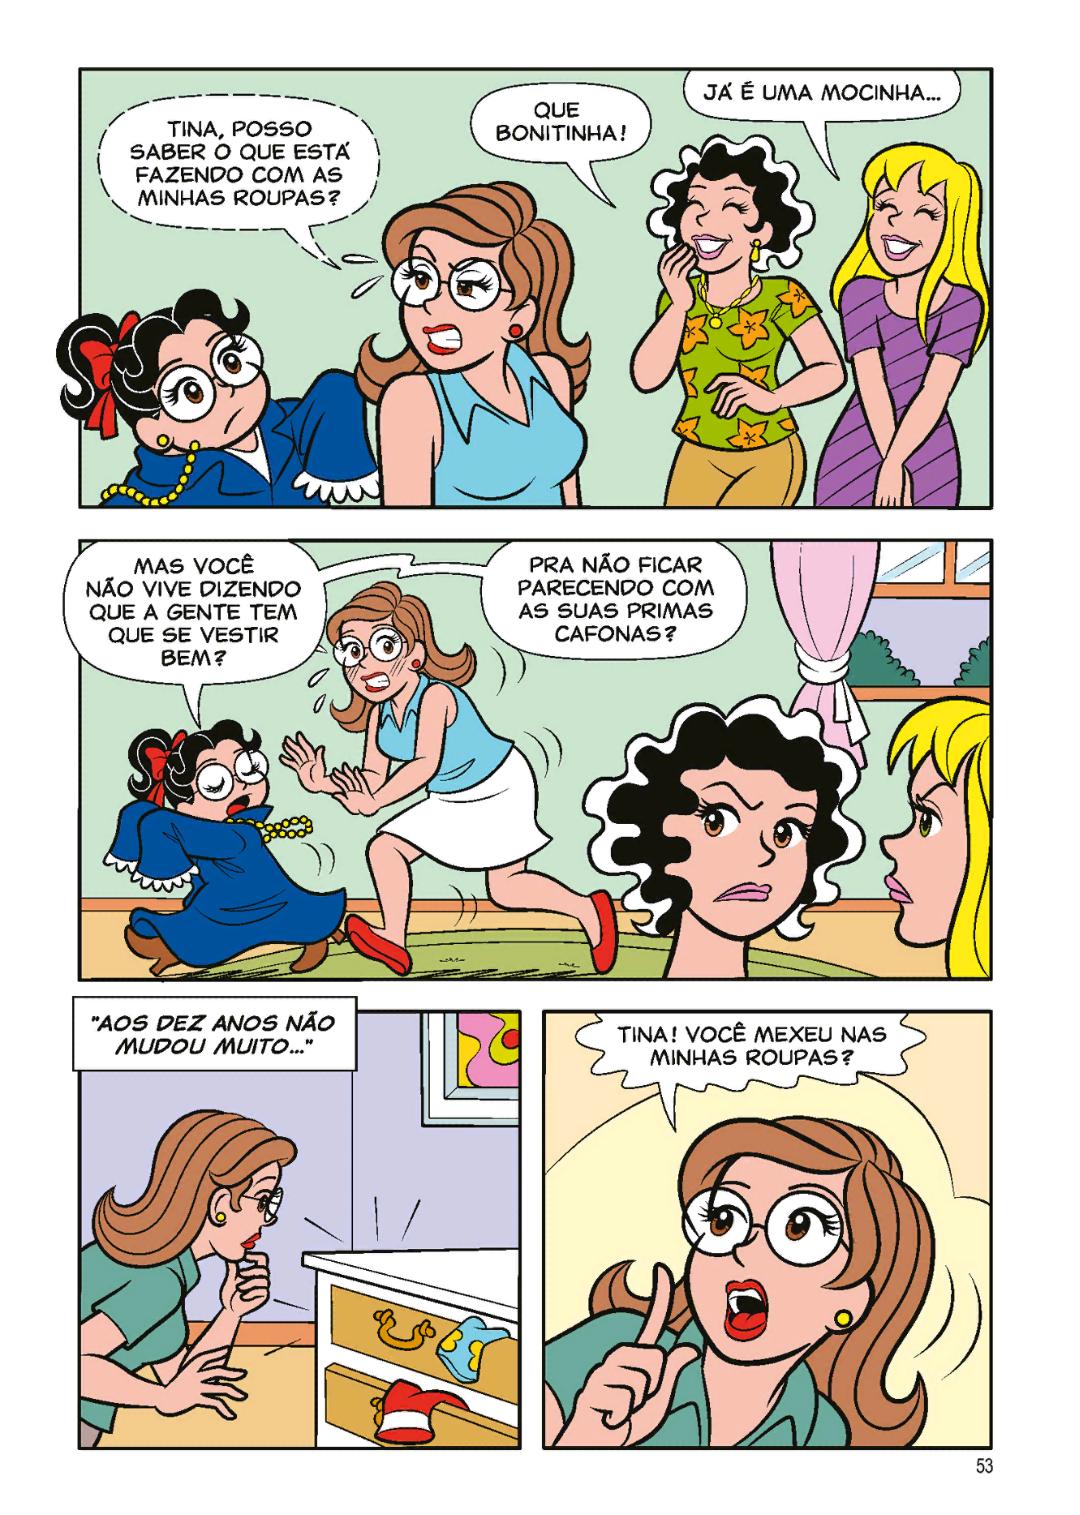 TINA, POSSO
SABER O QUE ESTÁ
FAZENDO COM AS
MINHAS ROUPAS?
QUE
BONITINHA!
JÁ É UMA MOCINHA...
MAS VOCÊ
NÃO VIVE DIZENDO
QUE A GENTE TEM
QUE SE VESTIR
BEM?
PRA NÃO FICAR
PARECENDO COM
AS SUAS PRIMAS
CAFONAS?
"AOS DEZ ANOS NÃO
MUDOU MUITO..."
TINA! VOCÊ MEXEU NAS
MINHAS ROUPAS?
53